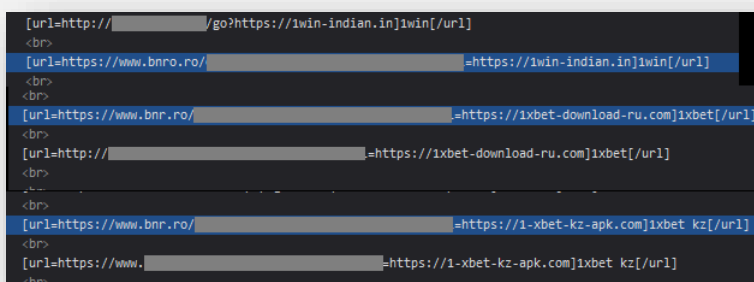 [url=http:// /go?https://1win-indian.in]1win[/url]
<br>
[url=https://www.bnro.ro/ =https://1win-indian.in]1win[/url]
<br>
<br>
[url=https://www.bnr.ro/ =https://1xbet-download-ru.com]1xbet[/url]
<br>
[url=http:// =https://1xbet-download-ru.com]1xbet[/url]
<br>
<br>
[url=https://www.bnr.ro/ =https://1-xbet-kz-apk.com]1xbet kz[/url]
<br>
[url=https://www. =https://1-xbet-kz-apk.com]1xbet kz[/url]
<br>